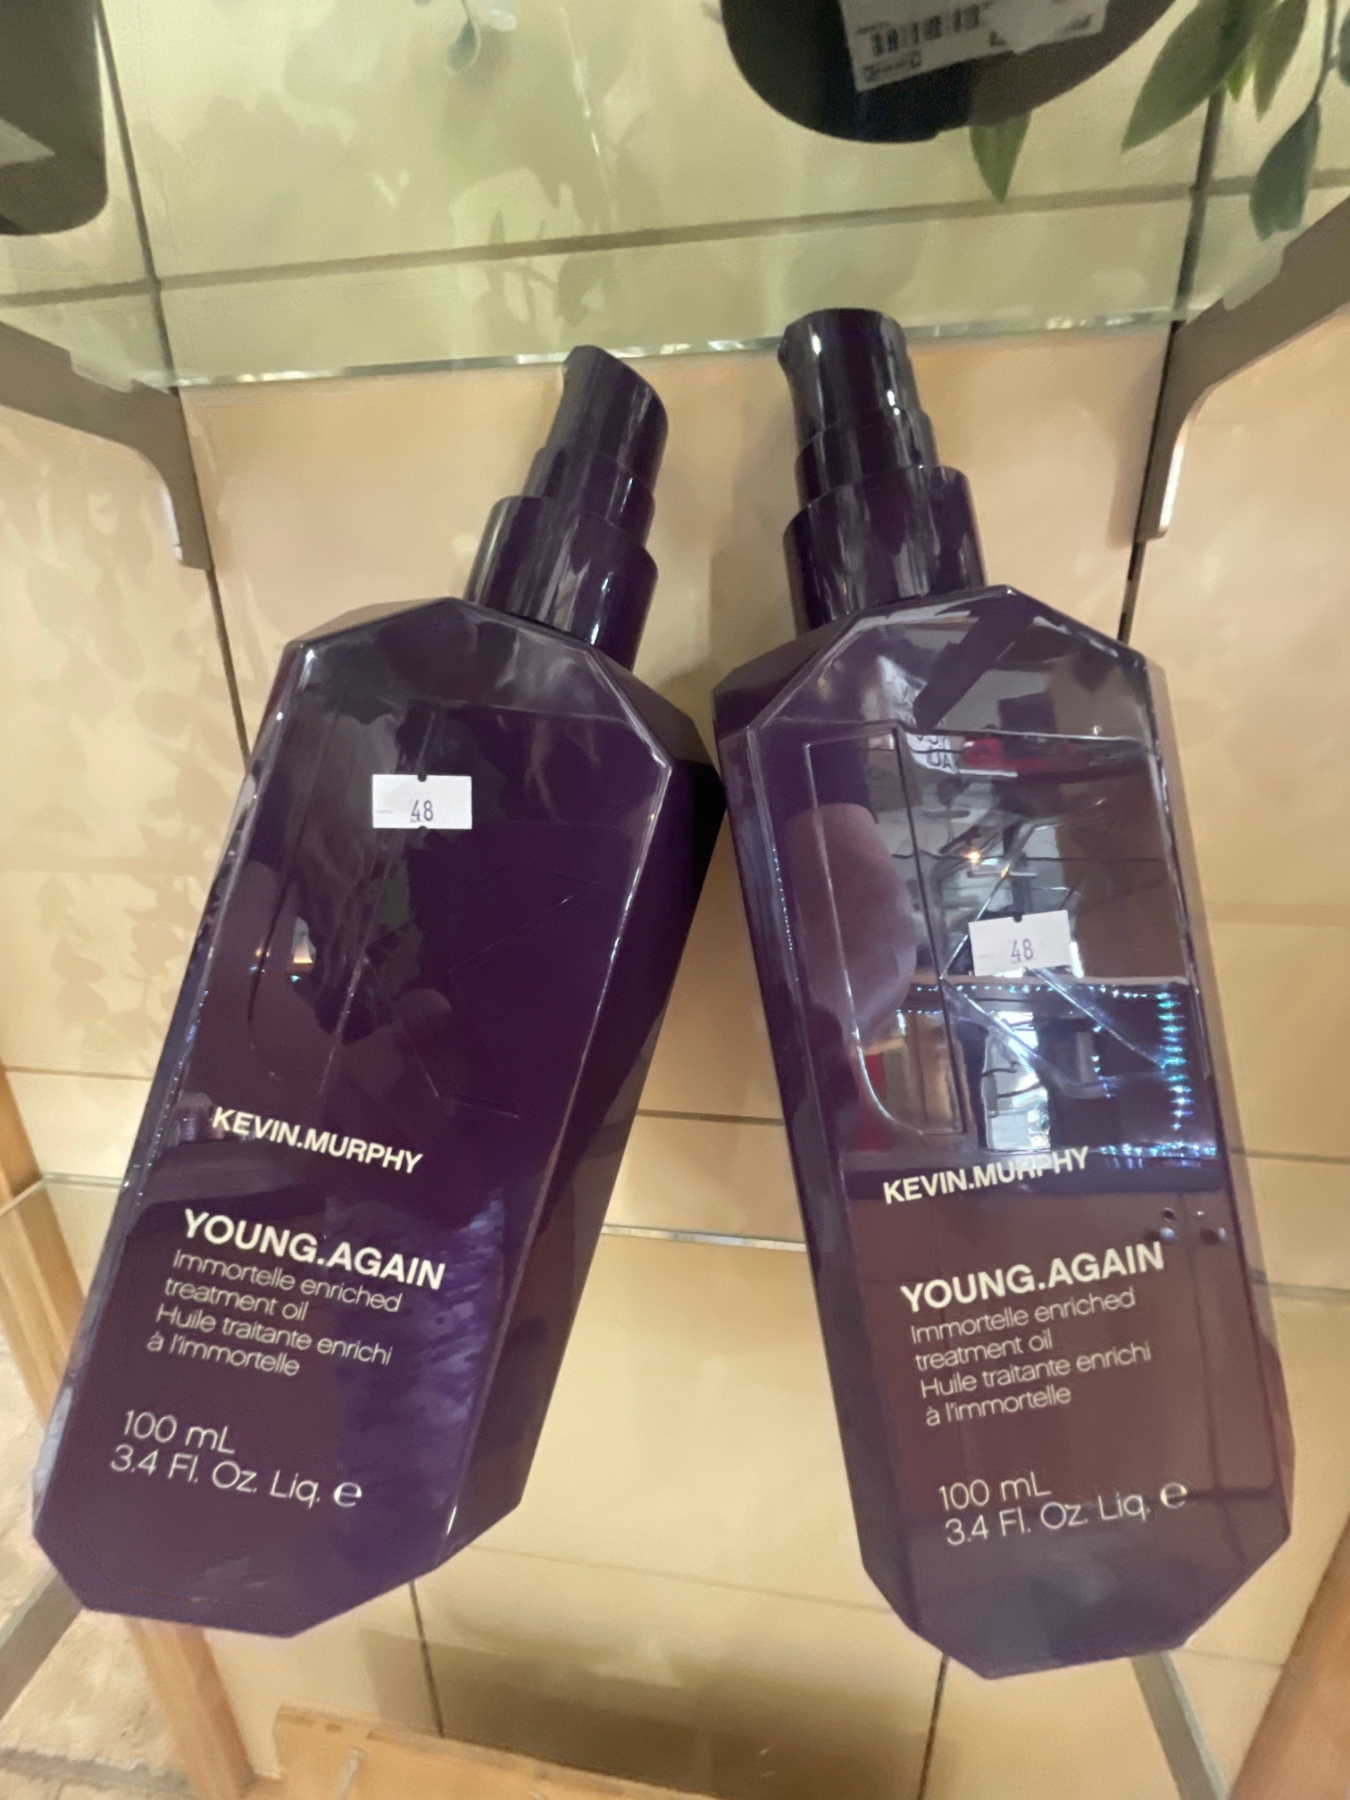 48
KEVIN.MURPHY
YOUNG.AGAIN
Immortelle enriched
treatment oil
Huile traitante enrichi
à l'immortelle
100 mL
3.4 Fl. Oz. Liq. e
48
KEVIN.MURPHY
YOUNG.AGAIN
Immortelle enriched
treatment oil
Huile traitante enrichi
à l'immortelle
100 mL
3.4 Fl. Oz. Liq. e